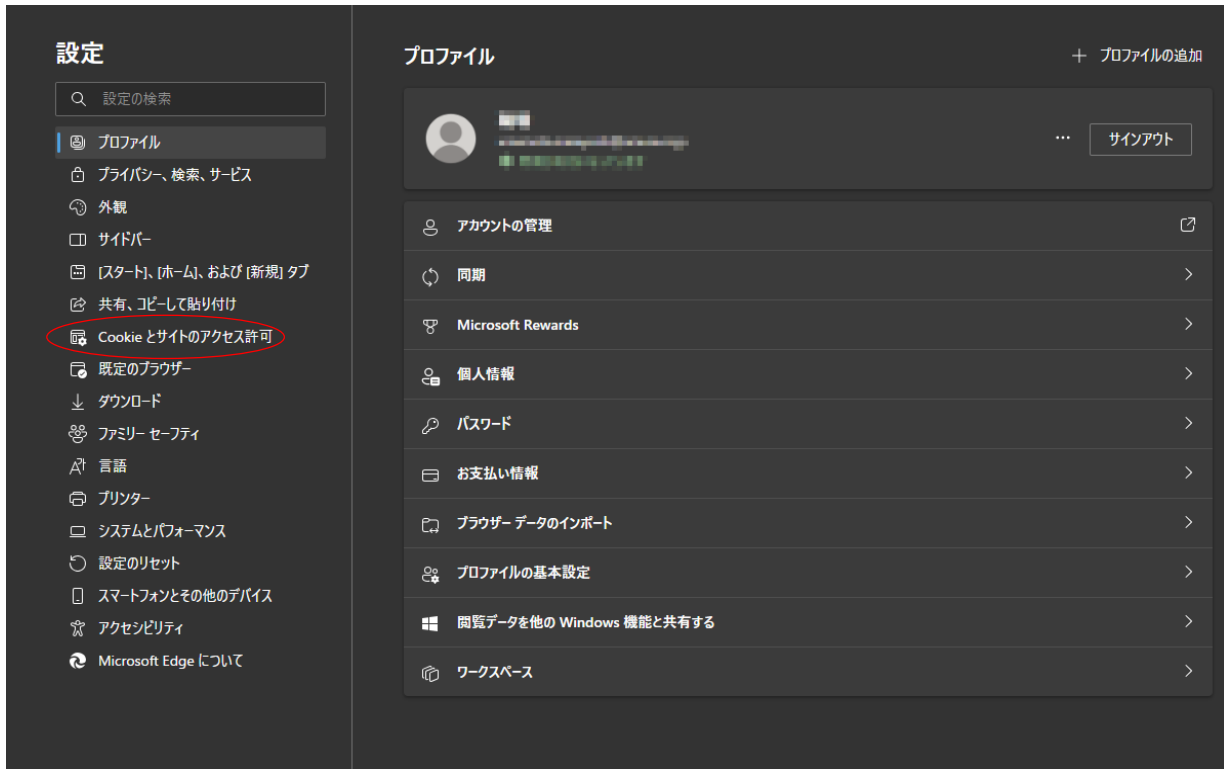 設定
設定の検索
プロファイル
プライバシー、検索、サービス
外観
サイドバー
[スタート]、[ホーム]、および [新規] タブ
共有、コピーして貼り付け
Cookie とサイトのアクセス許可
既定のブラウザー
ダウンロード
ファミリー セーフティ
言語
プリンター
システムとパフォーマンス
設定のリセット
スマートフォンとその他のデバイス
アクセシビリティ
Microsoft Edge について
プロファイル
プロファイルの追加
サインアウト
アカウントの管理
同期
Microsoft Rewards
個人情報
パスワード
お支払い情報
ブラウザー データのインポート
プロファイルの基本設定
閲覧データを他の Windows 機能と共有する
ワークスペース